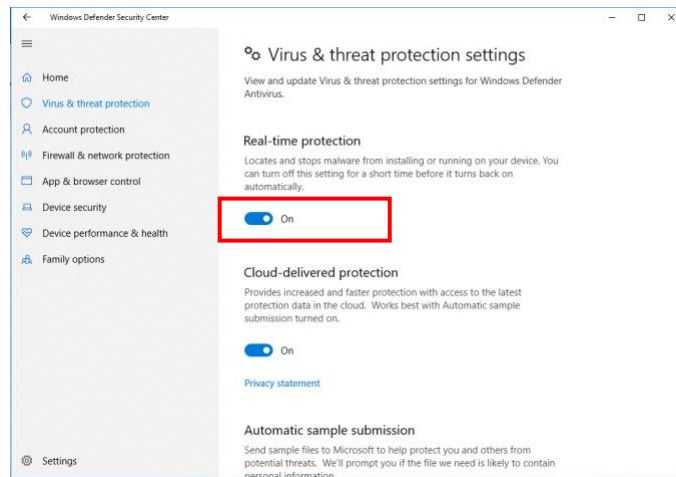 Windows Defender Security Center
Home
Virus & threat protection
Account protection
Firewall & network protection
App & browser control
Device security
Device performance & health
Family options
Settings
Virus & threat protection settings
View and update Virus & threat protection settings for Windows Defender
Antivirus.
Real-time protection
Locates and stops malware from installing or running on your device. You
can turn off this setting for a short time before it turns back on
automatically.
On
Cloud-delivered protection
Provides increased and faster protection with access to the latest
protection data in the cloud. Works best with Automatic sample
submission turned on.
On
Privacy statement
Automatic sample submission
Send sample files to Microsoft to help protect you and others from
potential threats. We'll prompt you if the file we need is likely to contain
personal information.